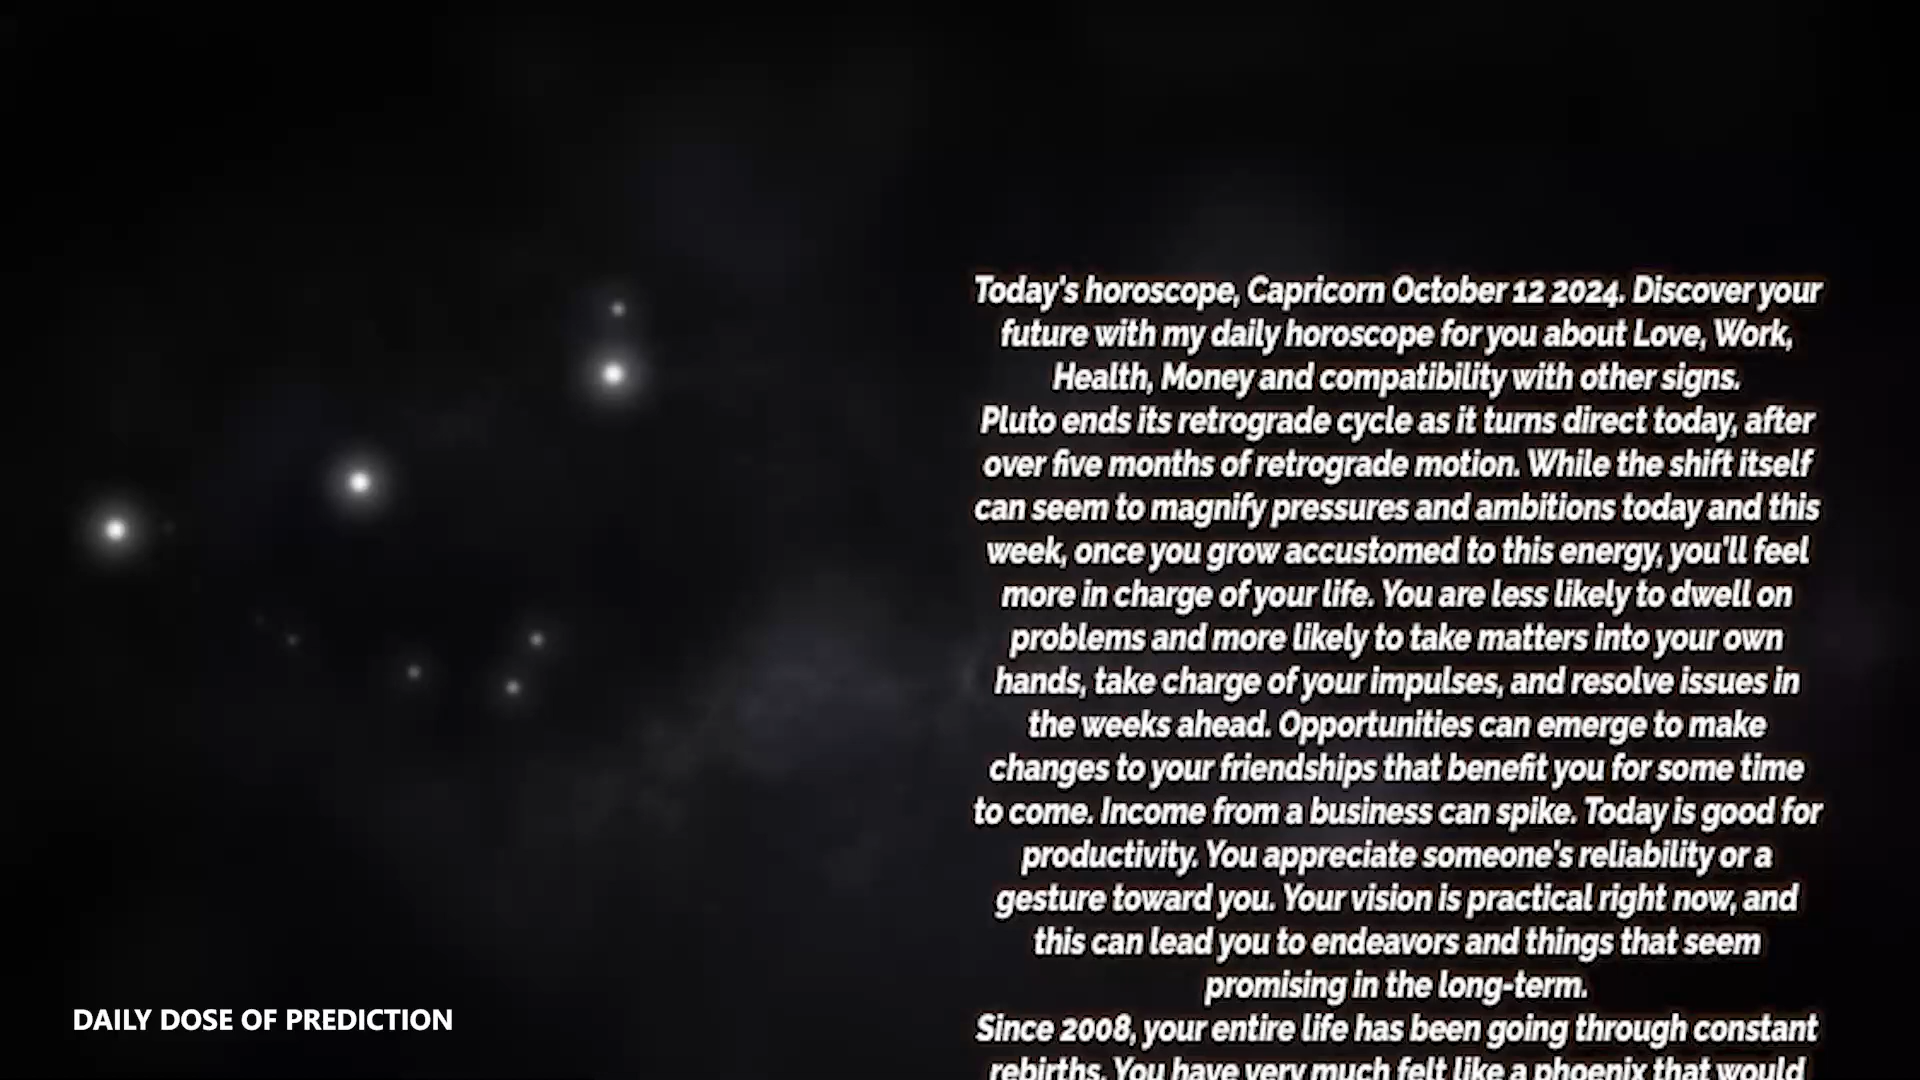 Today's horoscope, Capricorn October 12 2024. Discover your
future with my daily horoscope for you about Love, Work,
Health, Money and compatibility with other signs.
Pluto ends its retrograde cycle as it turns direct today, after
over five months of retrograde motion. While the shift itself
can seem to magnify pressures and ambitions today and this
week, once you grow accustomed to this energy, you'll feel
more in charge of your life. You are less likely to dwell on
problems and more likely to take matters into your own
hands, take charge of your impulses, and resolve issues in
the weeks ahead. Opportunities can emerge to make
changes to your friendships that benefit you for some time
to come. Income from a business can spike. Today is good for
productivity. You appreciate someone's reliability or a
gesture toward you. Your vision is practical right now, and
this can lead you to endeavors and things that seem
promising in the long-term.
Since 2008, your entire life has been going through constant
rebirths. You have very much felt like a phoenix that would
DAILY DOSE OF PREDICTION